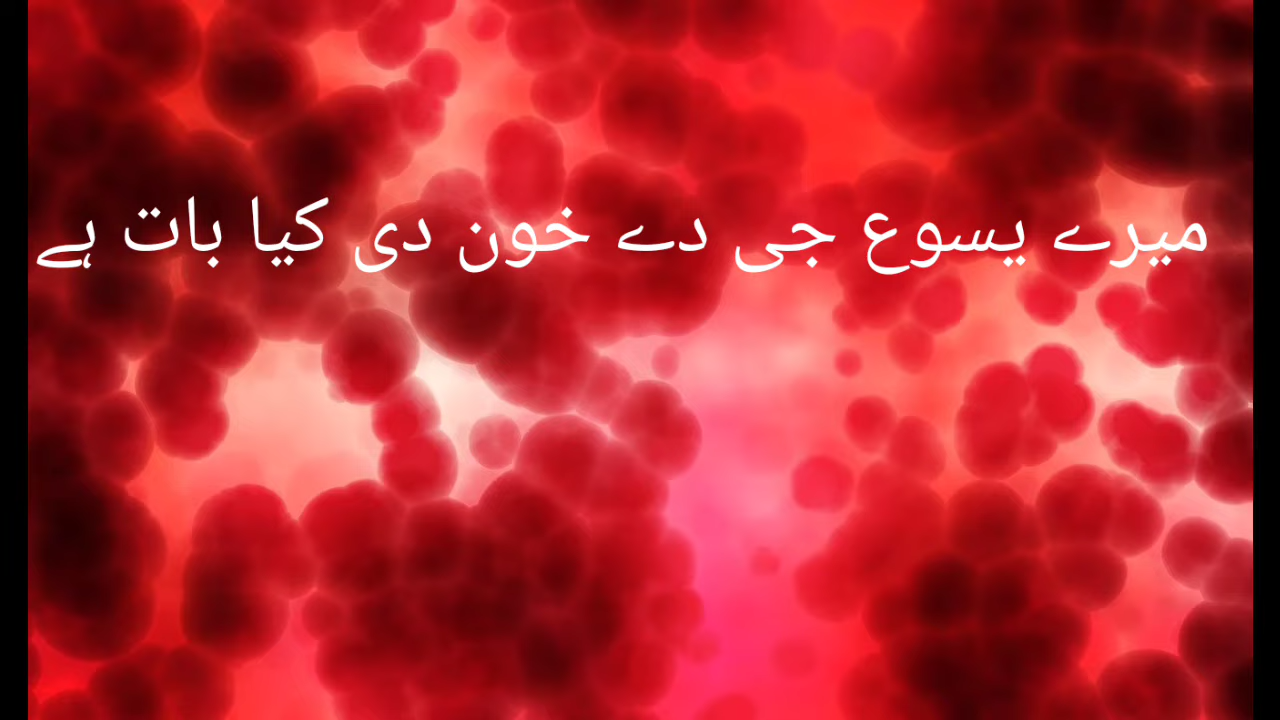 میرے یسوع جی دے خون دی کیا بات ہے